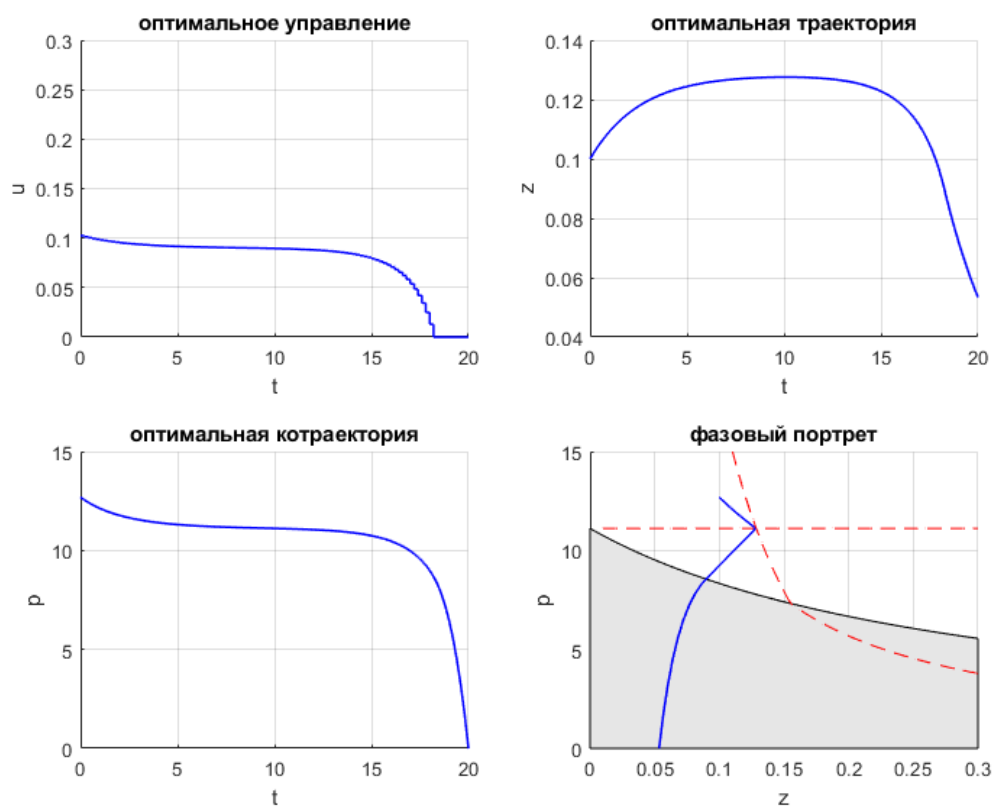 оптимальное управление
0.3
0.25
0.2
0.15
0.1
0.05
0
u
0 5 10 15 20
t
оптимальная траектория
0.14
0.12
0.1
0.08
0.06
0.04
z
0 5 10 15 20
t
оптимальная котраектория
15
10
5
0
p
0 5 10 15 20
t
фазовый портрет
15
10
5
0
p
0 0.05 0.1 0.15 0.2 0.25 0.3
z